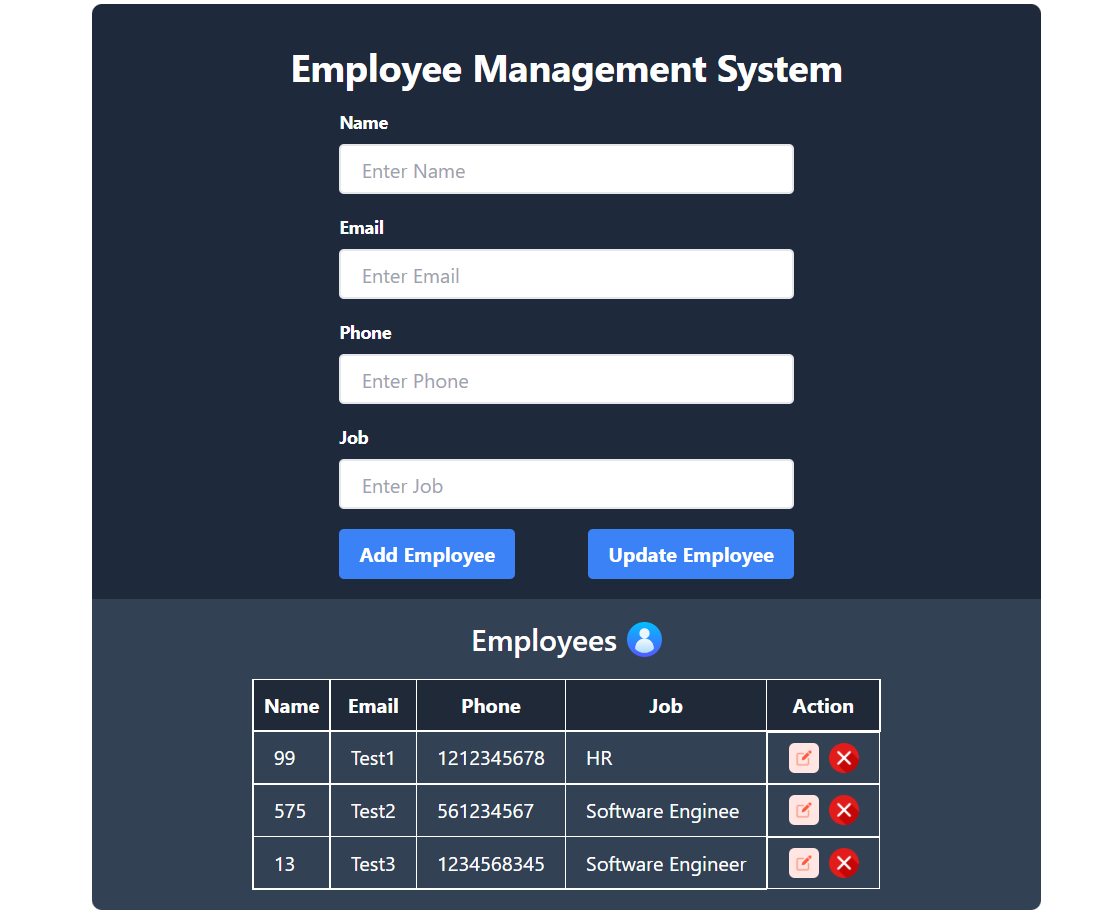 Employee Management System
Name
Enter Name
Email
Enter Email
Phone
Enter Phone
Job
Enter Job
Add Employee Update Employee
Employees
Name Email Phone Job Action
99 Test1 1212345678 HR
575 Test2 561234567 Software Enginee
13 Test3 1234568345 Software Engineer